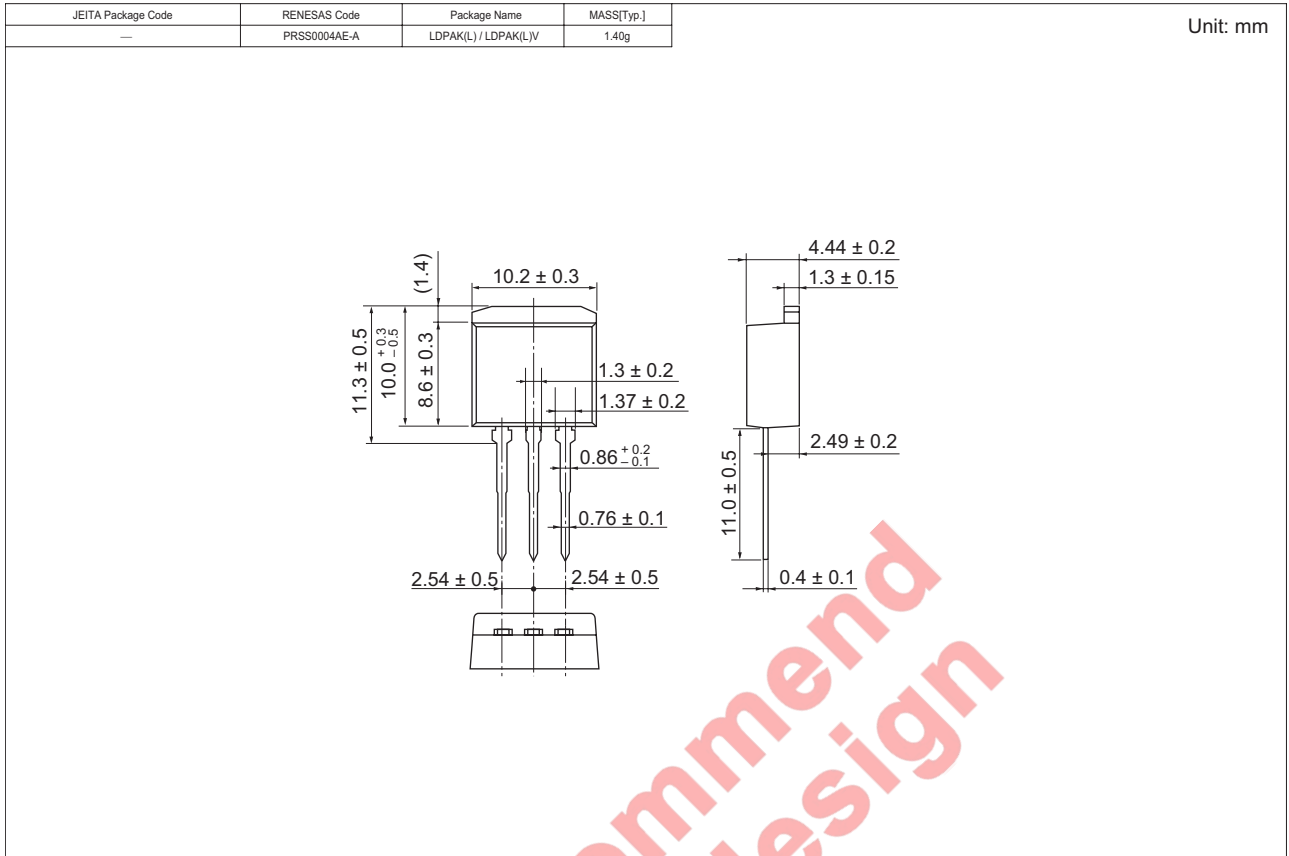 JEITA Package Code RENESAS Code Package Name MASS[Typ.]
— PRSS0004AE-A LDPAK(L) / LDPAK(L)V 1.40g
Unit: mm
4.44 ± 0.2
(1.4)
10.2 ± 0.3
1.3 ± 0.15
11.3 ± 0.5
10.0 + 0.3 – 0.5
8.6 ± 0.3
1.3 ± 0.2
1.37 ± 0.2
2.49 ± 0.2
0.86 + 0.2 – 0.1
11.0 ± 0.5
0.76 ± 0.1
2.54 ± 0.5
2.54 ± 0.5
0.4 ± 0.1
design